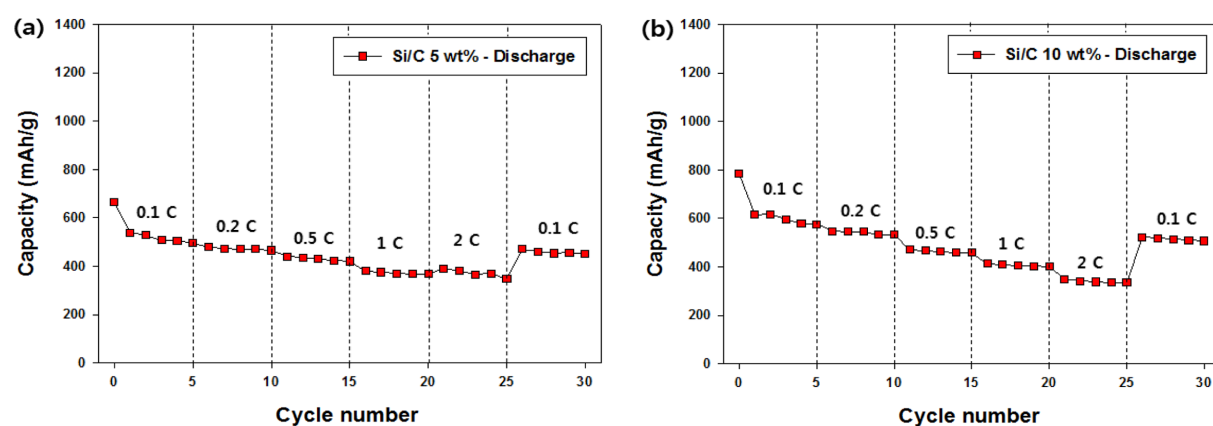 (a)
Si/C 5 wt% - Discharge
Capacity (mAh/g)
1400
1200
1000
800
600
400
200
0
0.1 C
0.2 C
0.5 C
1 C
2 C
0.1 C
0 5 10 15 20 25 30
Cycle number
(b)
Si/C 10 wt% - Discharge
Capacity (mAh/g)
1400
1200
1000
800
600
400
200
0
0.1 C
0.2 C
0.5 C
1 C
2 C
0.1 C
0 5 10 15 20 25 30
Cycle number